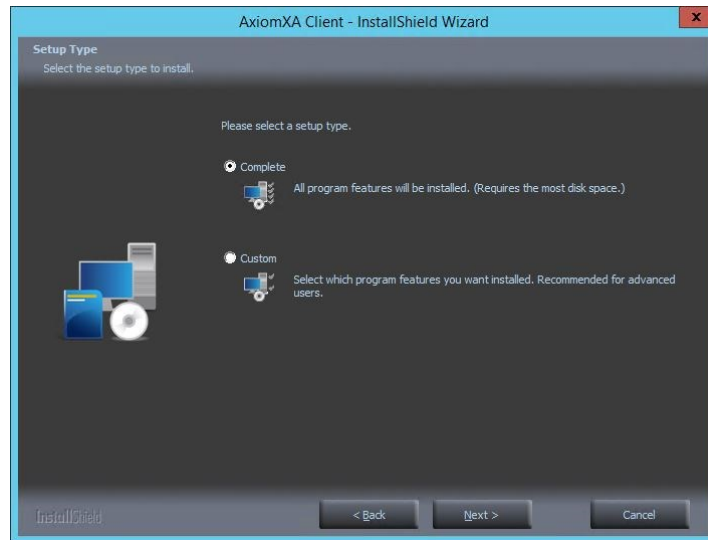 AxiomXA Client - InstallShield Wizard
x
Setup Type
Select the setup type to install.
Please select a setup type.
Complete
All program features will be installed. (Requires the most disk space.)
Custom
Select which program features you want installed. Recommended for advanced
users.
InstallShield
< Back
Next >
Cancel